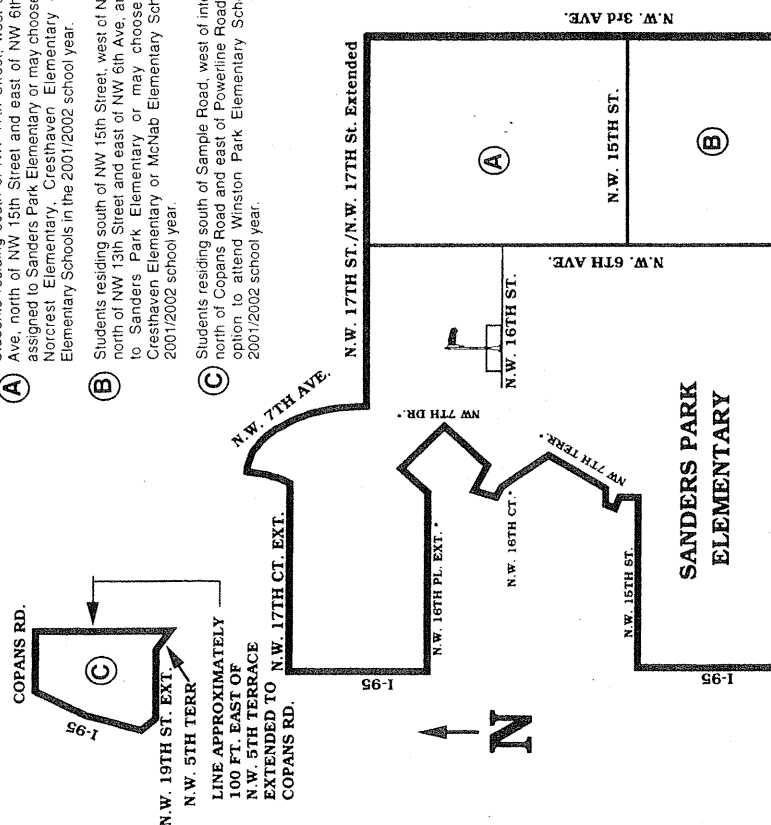 A
Ave, north of NW 15th Street and east of NW 6th
assigned to Sanders Park Elementary or may choose
Norcrest Elementary, Cresthaven Elementary
Elementary Schools in the 2001/2002 school year.
B
Students residing south of NW 15th Street, west of N
north of NW 13th Street and east of NW 6th Ave, ar
to Sanders Park Elementary or may choose
Cresthaven Elementary or McNab Elementary Sch
2001/2002 school year.
C
Students residing south of Sample Road, west of inte
north of Copans Road and east of Powerline Road
option to attend Winston Park Elementary Sch
2001/2002 school year.
COPANS RD.
I-95
C
N.W. 19TH ST. EXT.
N.W. 5TH TERR
LINE APPROXIMATELY
100 FT. EAST OF
N.W. 5TH TERRACE
EXTENDED TO
COPANS RD.
N.W. 7TH AVE.
N.W. 17TH CT. EXT.
N.W. 17TH ST./N.W. 17TH St. Extended
N.W. 3rd AVE.
A
I-95
N.W. 16TH PL. EXT.*
NW 7TH DR.*
N.W. 16TH ST.
N.W. 6TH AVE.
N.W. 16TH CT.*
NW 7TH TERR.*
N.W. 15TH ST.
N.W. 15TH ST.
B
I-95
N
SANDERS PARK
ELEMENTARY